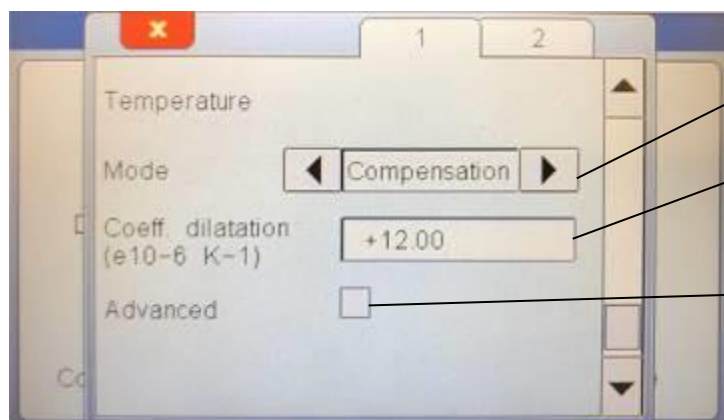 1 2
Temperature
Mode Compensation
Coeff. dilatation +12.00
(e10-6 K-1)
Advanced